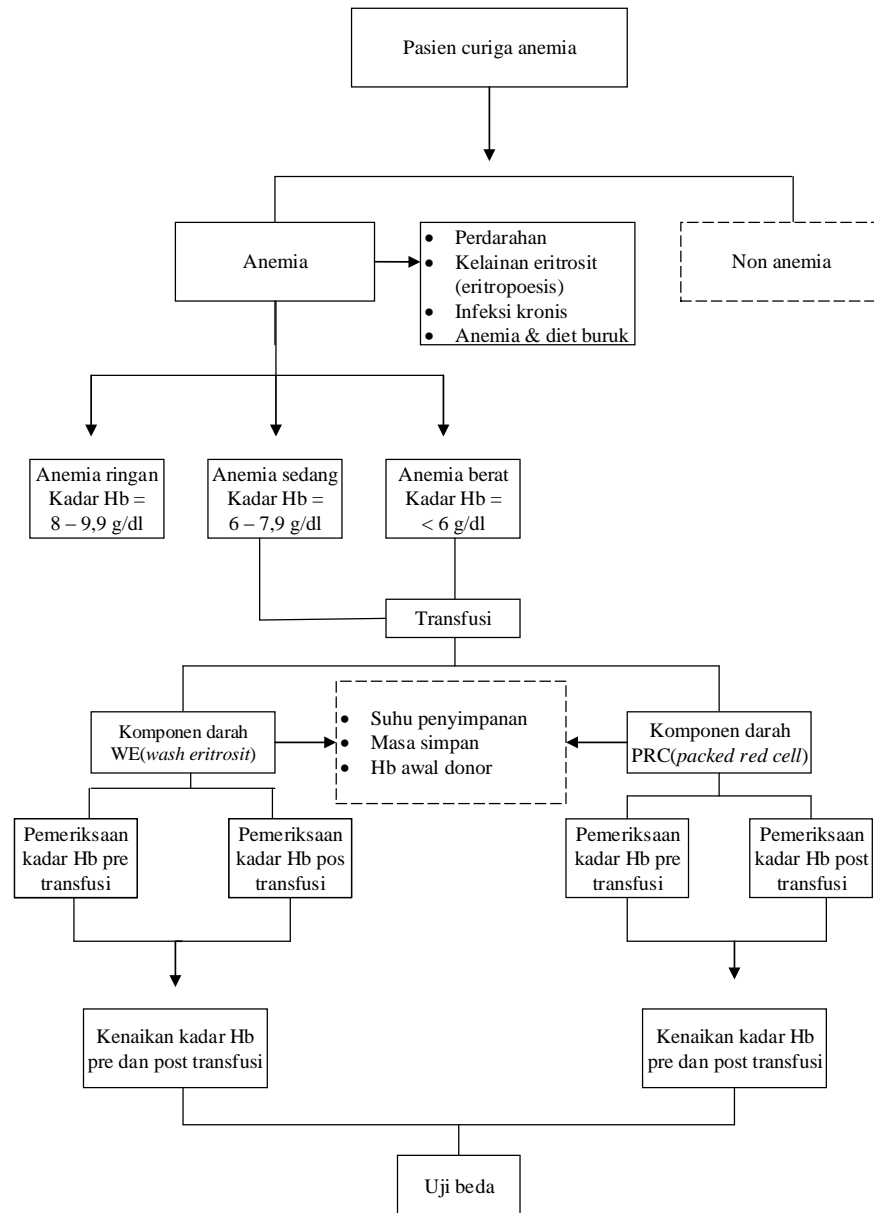 Pasien curiga anemia
Anemia
• Perdarahan
• Kelainan eritrosit
(eritropoesis)
• Infeksi kronis
• Anemia & diet buruk
Non anemia
Anemia ringan
Kadar Hb =
8 – 9,9 g/dl
Anemia sedang
Kadar Hb =
6 – 7,9 g/dl
Anemia berat
Kadar Hb =
< 6 g/dl
Transfusi
Komponen darah
WE(wash eritrosit)
• Suhu penyimpanan
• Masa simpan
• Hb awal donor
Komponen darah
PRC(packed red cell)
Pemeriksaan
kadar Hb pre
transfusi
Pemeriksaan
kadar Hb pos
transfusi
Pemeriksaan
kadar Hb pre
transfusi
Pemeriksaan
kadar Hb post
transfusi
Kenaikan kadar Hb
pre dan post transfusi
Kenaikan kadar Hb
pre dan post transfusi
Uji beda